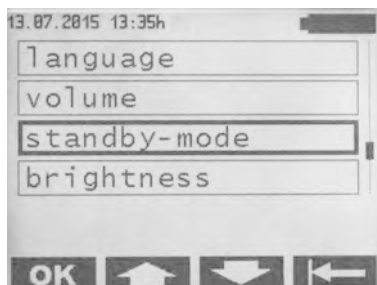 13.07.2015 13:35h
language
volume
standby-mode
brightness
OK